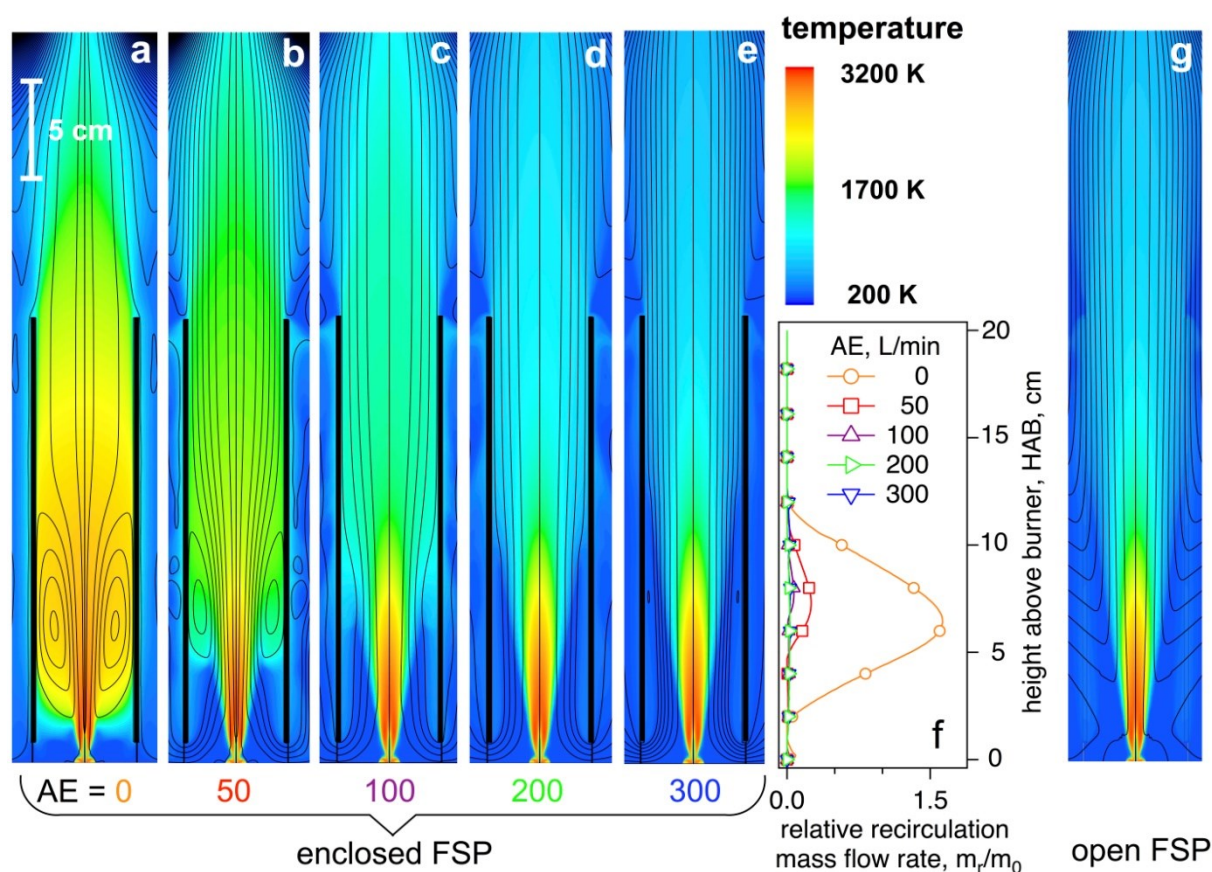 a
b
c
d
e
temperature
g
5 cm
3200 K
1700 K
200 K
AE, L/min
0
50
100
200
300
20
15
10
5
0
height above burner, HAB, cm
f
0.0
1.5
relative recirculation
mass flow rate, mr/m0
AE = 0
50
100
200
300
enclosed FSP
open FSP